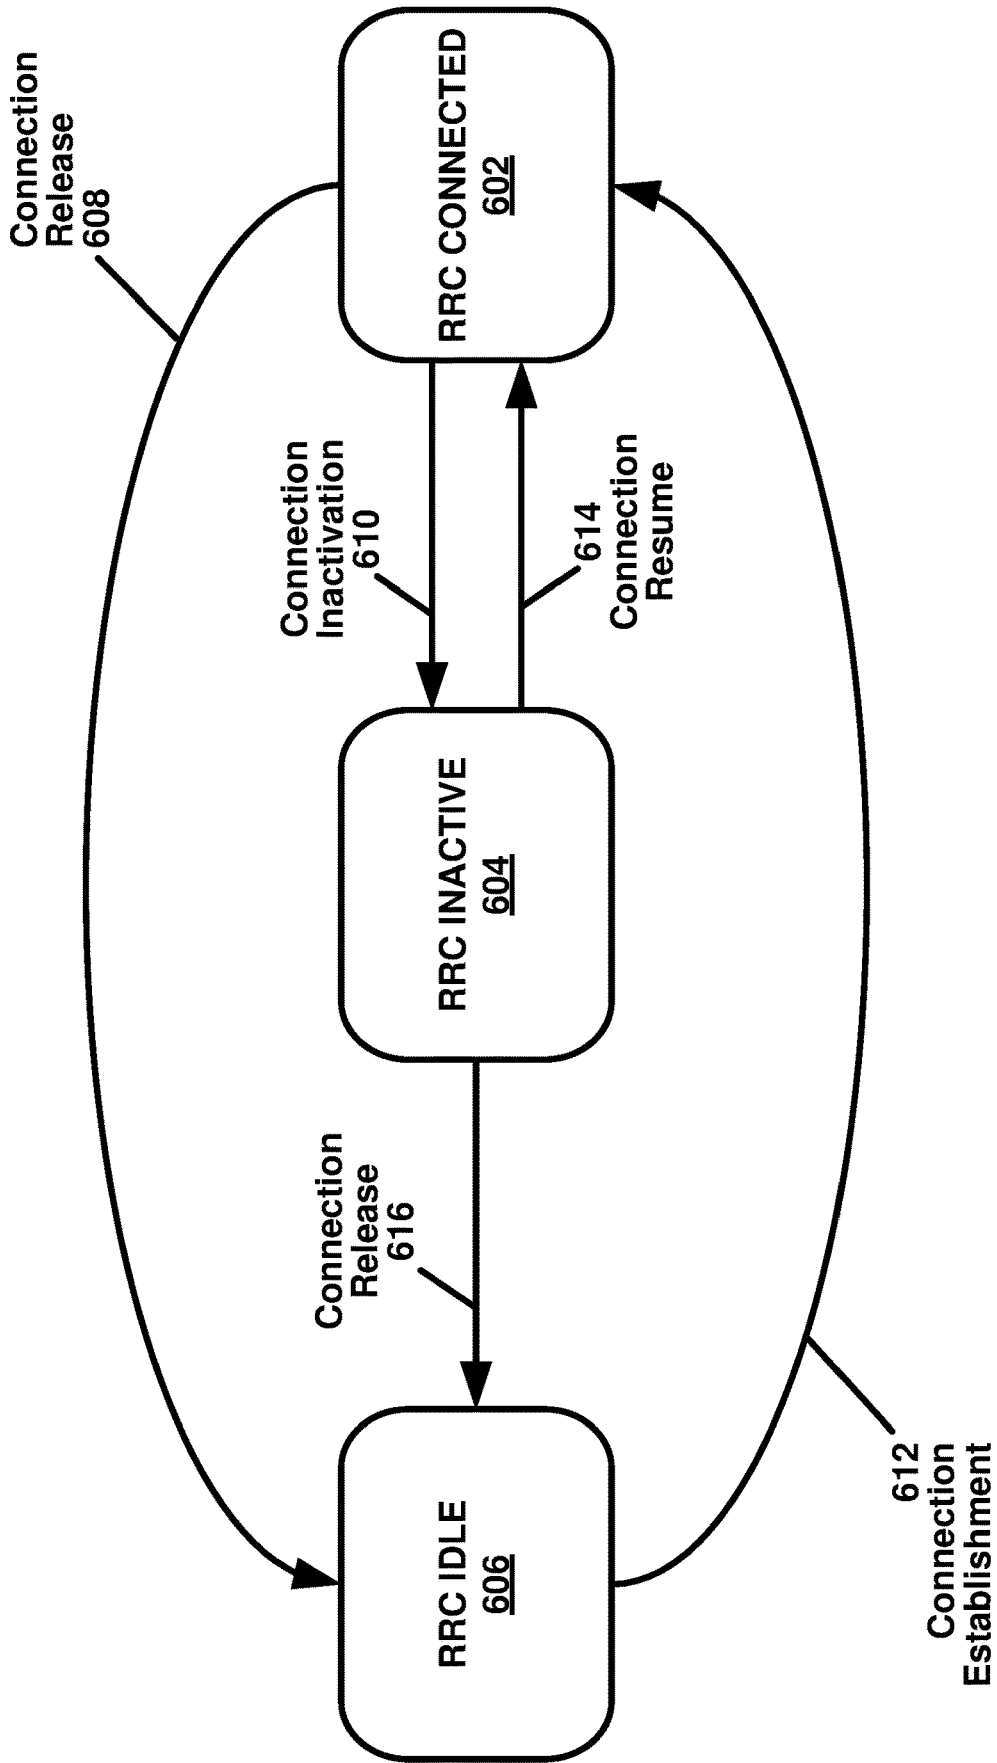 Connection
Release
608
RRC CONNECTED
602
Connection
Inactivation
610
614
Connection
Resume
RRC INACTIVE
604
Connection
Release
616
RRC IDLE
606
612
Connection
Establishment